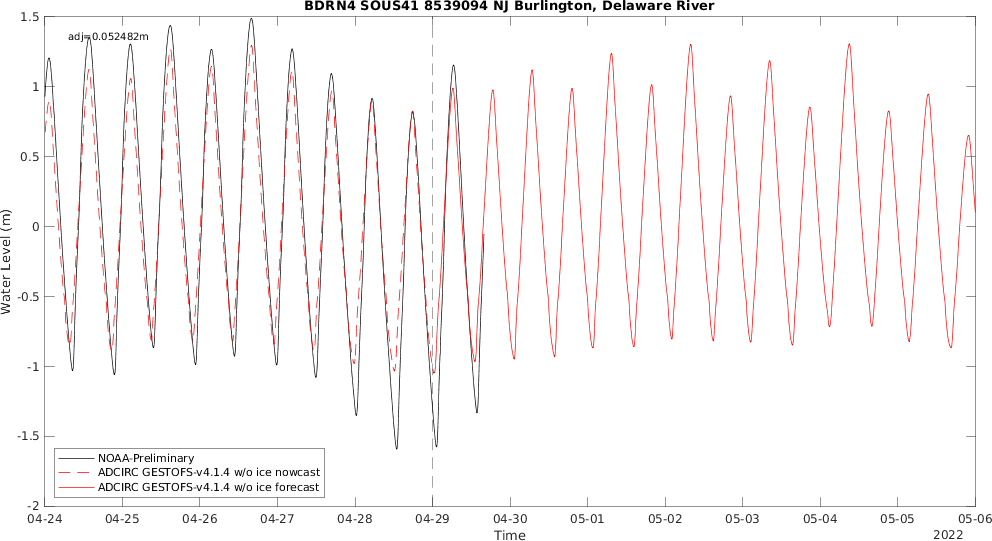 BDRN4 SOUS41 8539094 NJ Burlington, Delaware River
adj=0.052482m
1.5
1
0.5
0
-0.5
-1
-1.5
-2
Water Level (m)
NOAA-Preliminary
ADCIRC GESTOFS-v4.1.4 w/o ice nowcast
ADCIRC GESTOFS-v4.1.4 w/o ice forecast
04-24 04-25 04-26 04-27 04-28 04-29 04-30 05-01 05-02 05-03 05-04 05-05 05-06
Time
2022